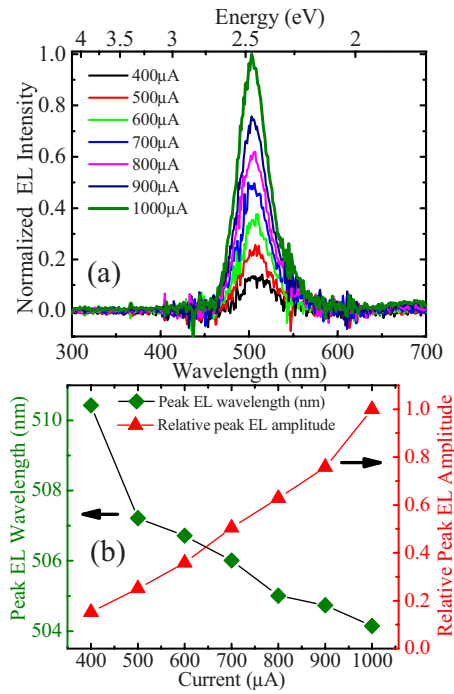 Energy (eV)
4 3.5 3 2.5 2
Normalized EL Intensity
1.0
0.8
0.6
0.4
0.2
0.0
400µA
500µA
600µA
700µA
800µA
900µA
1000µA
(a)
300 400 500 600 700
Wavelength (nm)
Peak EL Wavelength (nm)
510
508
506
504
Peak EL wavelength (nm)
Relative peak EL amplitude
(b)
1.0
0.8
0.6
0.4
0.2
0.0
Relative Peak EL Amplitude
400 500 600 700 800 900 1000
Current (µA)